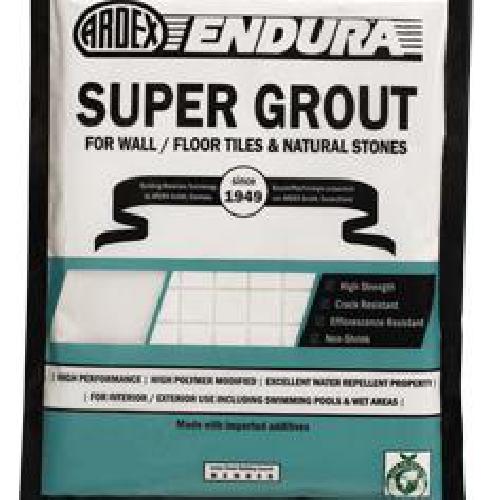 ARDEX ENDURA
SUPER GROUT
FOR WALL / FLOOR TILES & NATURAL STONES
since
1949
High Strength
Crack Resistant
Efflorescence Resistant
Non-Shrink
| HIGH PERFORMANCE | HIGH POLYMER MODIFIED | EXCELLENT WATER REPELLENT PROPERTY |
| FOR INTERIOR / EXTERIOR USE INCLUDING SWIMMING POOLS & WET AREAS |
Made with imported additives